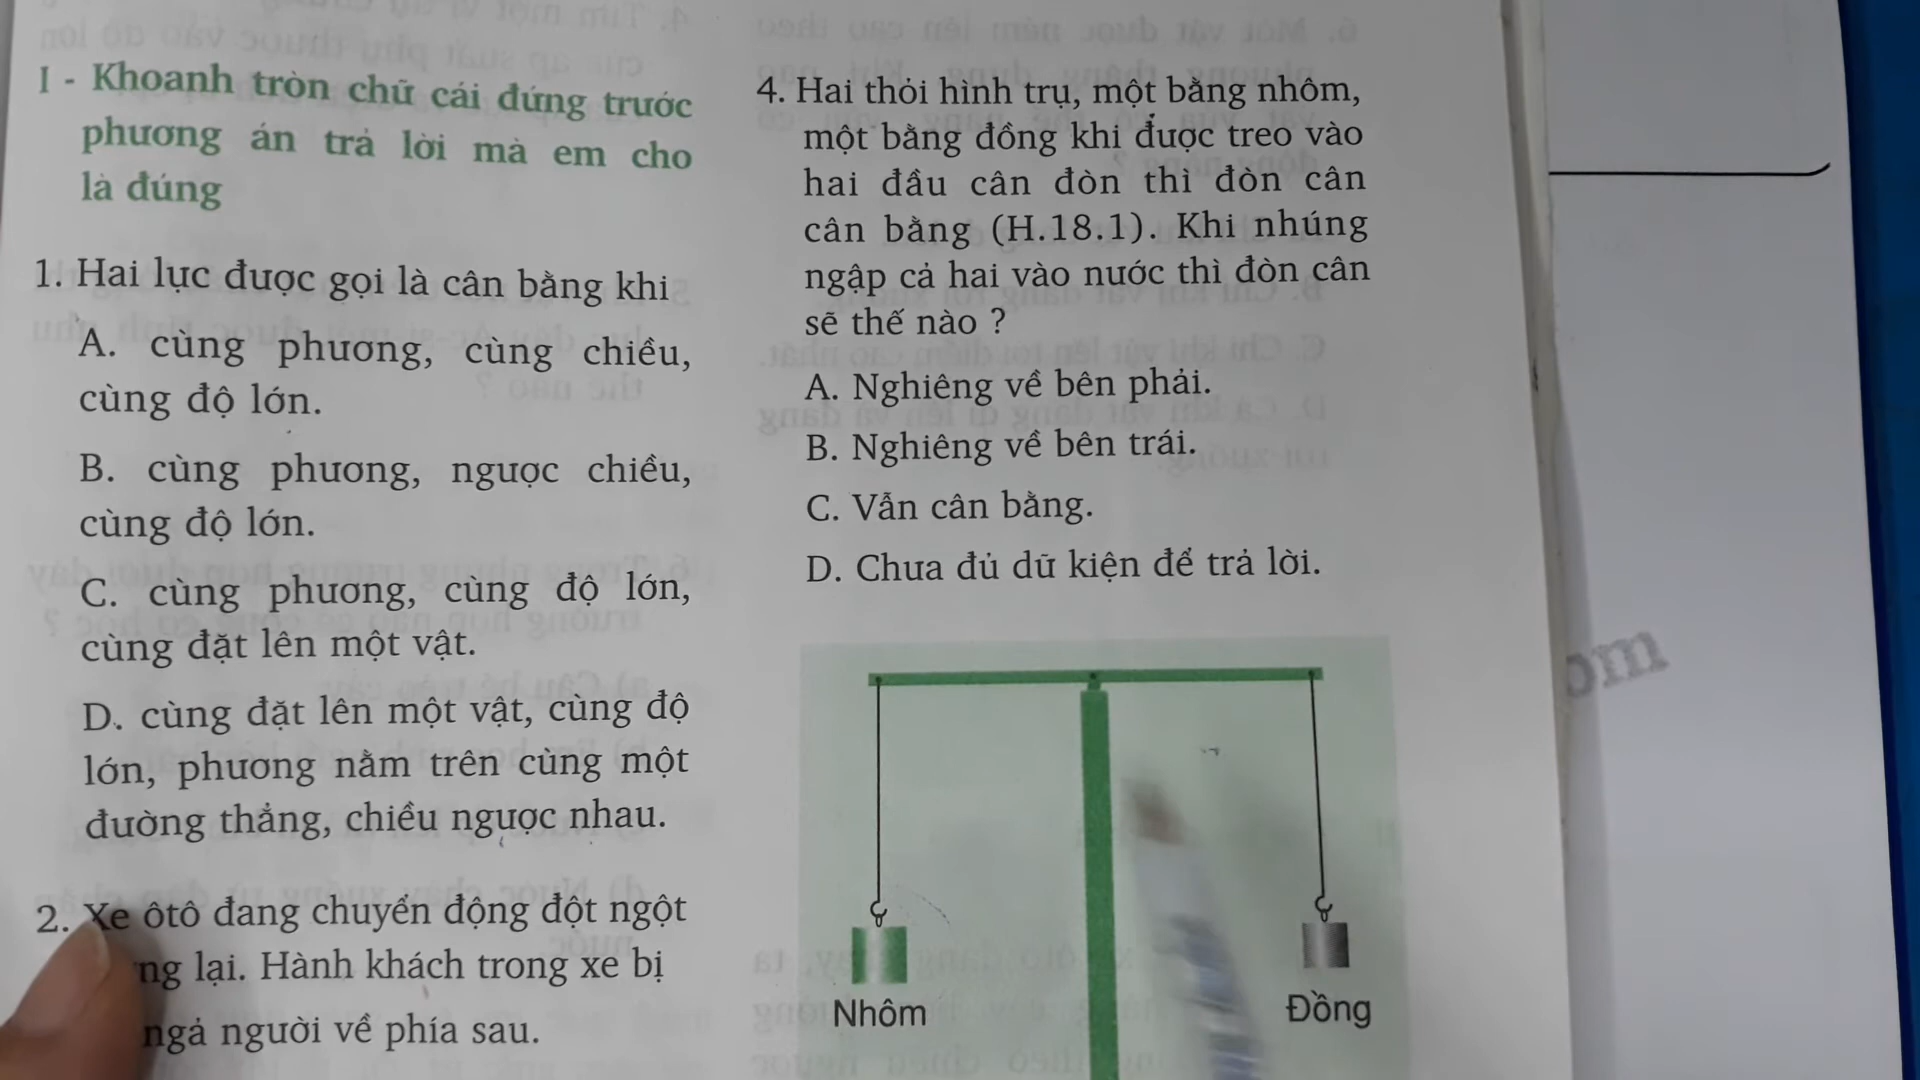 I - Khoanh tròn chữ cái đứng trước
phương án trả lời mà em cho
là đúng
1. Hai lực được gọi là cân bằng khi
A. cùng phương, cùng chiều,
cùng độ lớn.
B. cùng phương, ngược chiều,
cùng độ lớn.
C. cùng phương, cùng độ lớn,
cùng đặt lên một vật.
D. cùng đặt lên một vật, cùng độ
lớn, phương nằm trên cùng một
đường thẳng, chiều ngược nhau.
2. Xe ôtô đang chuyển động đột ngột
ng lại. Hành khách trong xe bị
ngả người về phía sau.
4. Hai thỏi hình trụ, một bằng nhôm,
một bằng đồng khi được treo vào
hai đầu cân đòn thì đòn cân
cân bằng (H.18.1). Khi nhúng
ngập cả hai vào nước thì đòn cân
sẽ thế nào ?
A. Nghiêng về bên phải.
B. Nghiêng về bên trái.
C. Vẫn cân bằng.
D. Chưa đủ dữ kiện để trả lời.
Nhôm
Đồng
om